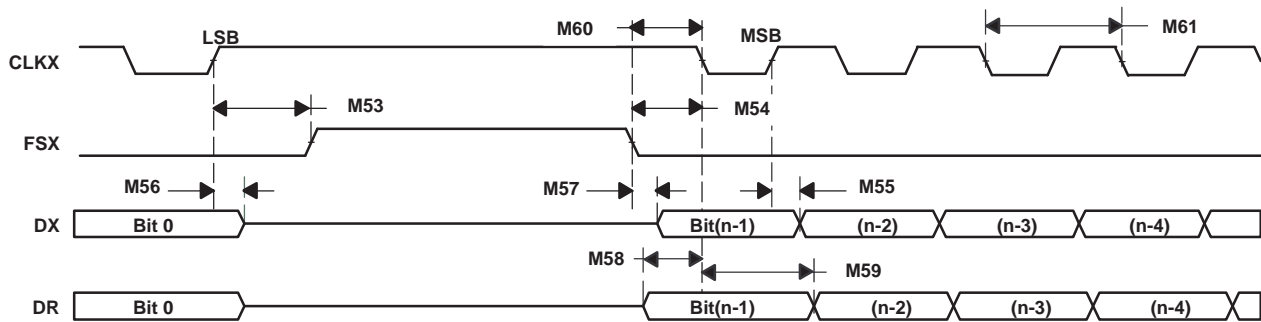 LSB M60 MSB M61
CLKX
M53 M54
FSX
M56 M57 M55
DX Bit 0 Bit(n-1) (n-2) (n-3) (n-4)
M58 M59
DR Bit 0 Bit(n-1) (n-2) (n-3) (n-4)